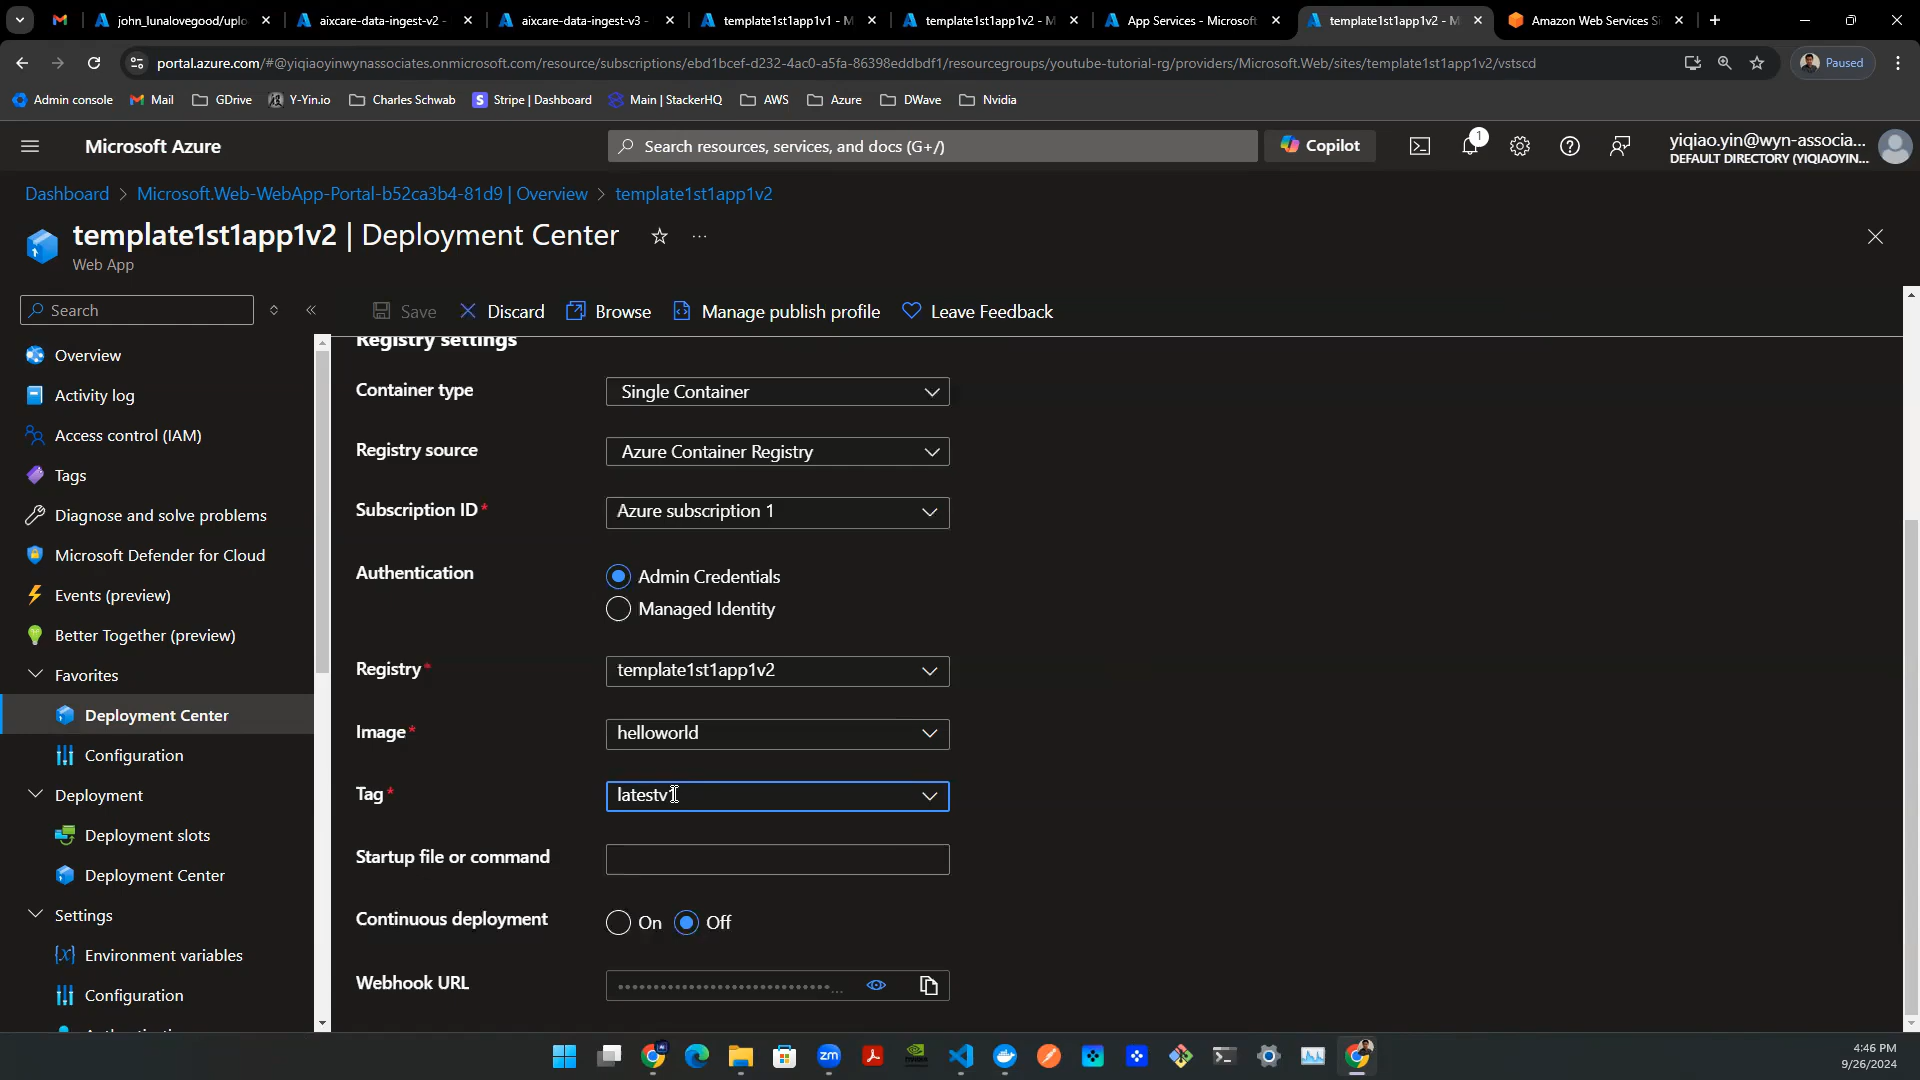 john_lunalovegood/uplo
aixcare-data-ingest-v2 -
aixcare-data-ingest-v3 -
template1st1app1v1 - M
template1st1app1v2 - M
App Services - Microsoft
template1st1app1v2 - M
Amazon Web Services Si
portal.azure.com/#@yiqiaoyinwynassociates.onmicrosoft.com/resource/subscriptions/ebd1bcef-d232-4ac0-a5fa-86398eddbdf1/resourcegroups/youtube-tutorial-rg/providers/Microsoft.Web/sites/template1st1app1v2/vstscd
Paused
Admin console
Mail
GDrive
Y-Yin.io
Charles Schwab
Stripe | Dashboard
Main | StackerHQ
AWS
Azure
DWave
Nvidia
Microsoft Azure
Search resources, services, and docs (G+/)
Copilot
1
yiqiao.yin@wyn-associa...
DEFAULT DIRECTORY (YIQIAOYIN...
Dashboard > Microsoft.Web-WebApp-Portal-b52ca3b4-81d9 | Overview > template1st1app1v2
template1st1app1v2 | Deployment Center
Web App
Search
Save
Discard
Browse
Manage publish profile
Leave Feedback
Overview
Activity log
Access control (IAM)
Tags
Diagnose and solve problems
Microsoft Defender for Cloud
Events (preview)
Better Together (preview)
Favorites
Deployment Center
Configuration
Deployment
Deployment slots
Deployment Center
Settings
Environment variables
Configuration
Registry settings
Container type
Single Container
Registry source
Azure Container Registry
Subscription ID*
Azure subscription 1
Authentication
Admin Credentials
Managed Identity
Registry*
template1st1app1v2
Image*
helloworld
Tag*
latestv1
Startup file or command
Continuous deployment
On
Off
Webhook URL
zm
4:46 PM
9/26/2024